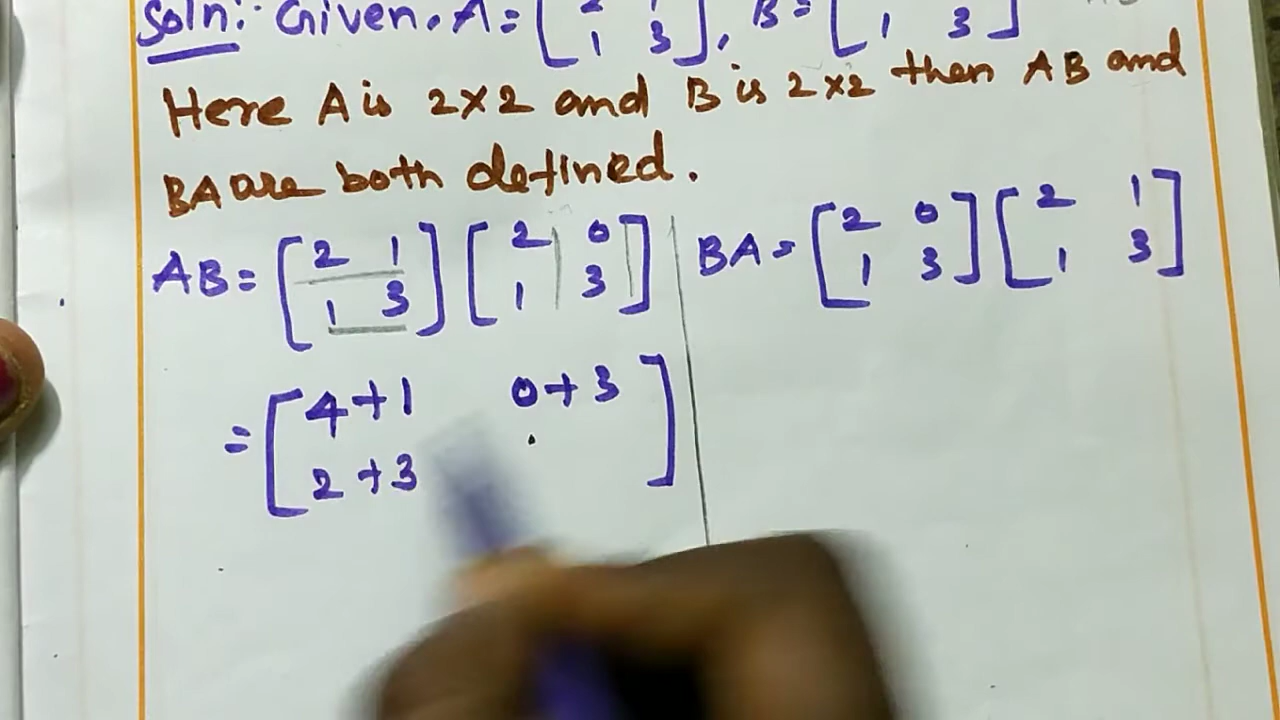 Soln:- Given, A = [2 1
1 3], B = [
1 3]
Here A is 2×2 and B is 2×2 then AB and
BA are both defined.
AB = [2 1
1 3] [2 0
1 3]
= [4+1 0+3
2+3 ]
BA = [2 0
1 3] [2 1
1 3]